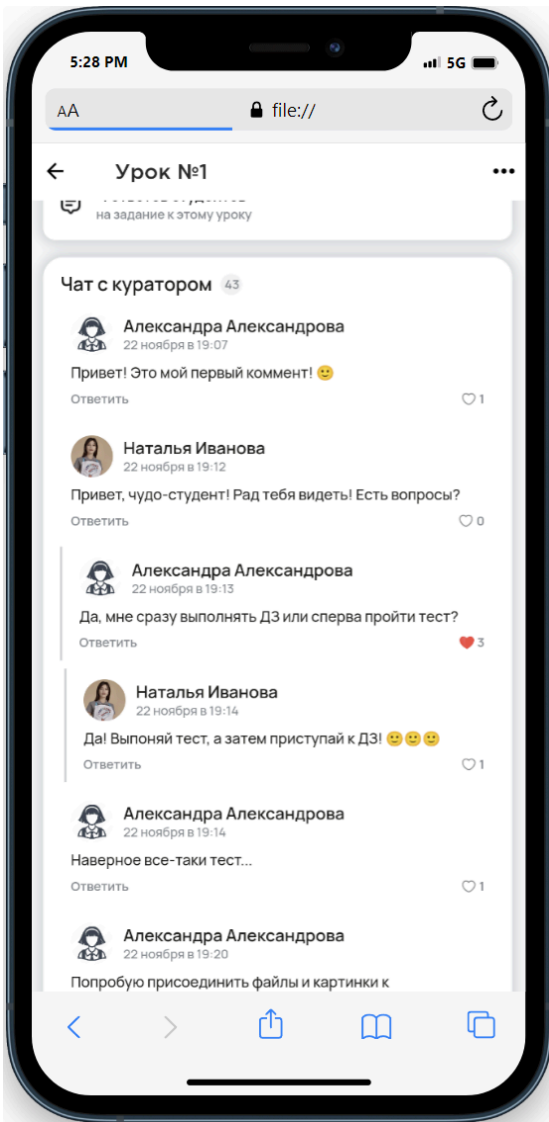 5:28 PM
5G
AA
file://
Урок №1
на задание к этому уроку
Чат с куратором 43
Александра Александрова
22 ноября в 19:07
Привет! Это мой первый коммент! 🙂
Ответить
1
Наталья Иванова
22 ноября в 19:12
Привет, чудо-студент! Рад тебя видеть! Есть вопросы?
Ответить
0
Александра Александрова
22 ноября в 19:13
Да, мне сразу выполнять ДЗ или сперва пройти тест?
Ответить
3
Наталья Иванова
22 ноября в 19:14
Да! Выпоняй тест, а затем приступай к ДЗ! 🙂🙂🙂
Ответить
1
Александра Александрова
22 ноября в 19:14
Наверное все-таки тест...
Ответить
1
Александра Александрова
22 ноября в 19:20
Попробую присоединить файлы и картинки к